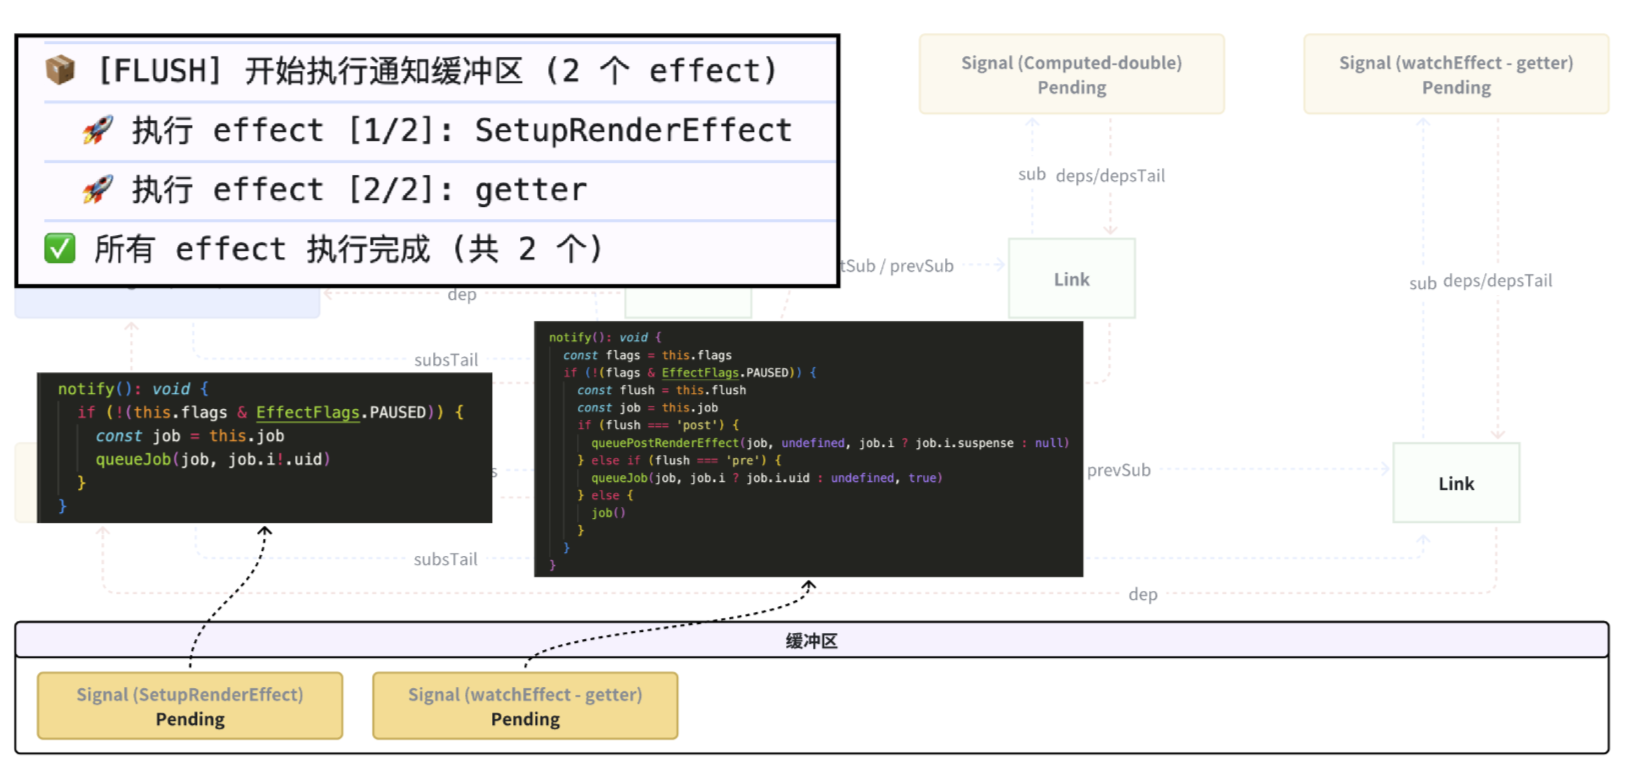 📦 [FLUSH] 开始执行通知缓冲区 (2 个 effect)
🚀 执行 effect [1/2]: SetupRenderEffect
🚀 执行 effect [2/2]: getter
✅ 所有 effect 执行完成 (共 2 个)
Signal (Computed-double)
Pending
Signal (watchEffect - getter)
Pending
sub deps/depsTail
tSub / prevSub
Link
sub deps/depsTail
dep
subsTail
notify(): void {
if (!(this.flags & EffectFlags.PAUSED)) {
const job = this.job
queueJob(job, job.i!.uid)
}
}
notify(): void {
const flags = this.flags
if (!(flags & EffectFlags.PAUSED)) {
const flush = this.flush
const job = this.job
if (flush === 'post') {
queuePostRenderEffect(job, undefined, job.i ? job.i.suspense : null)
} else if (flush === 'pre') {
queueJob(job, job.i ? job.i.uid : undefined, true)
} else {
job()
}
}
}
s
prevSub
Link
subsTail
dep
缓冲区
Signal (SetupRenderEffect)
Pending
Signal (watchEffect - getter)
Pending